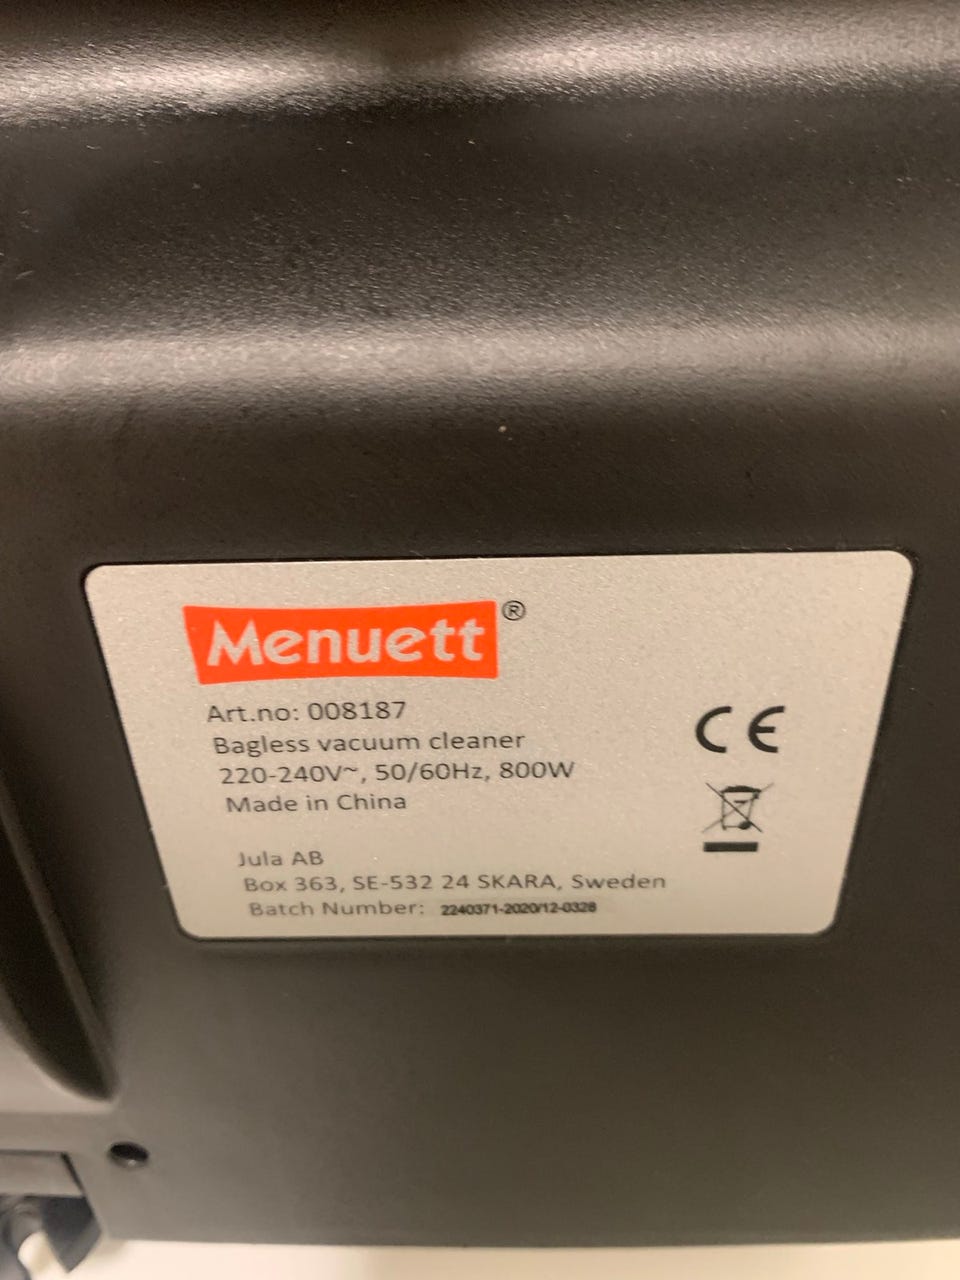 Menuett®
Art.no: 008187
Bagless vacuum cleaner
220-240V~, 50/60Hz, 800W
Made in China
CE
Jula AB
Box 363, SE-532 24 SKARA, Sweden
Batch Number: 2240371-2020/12-0328